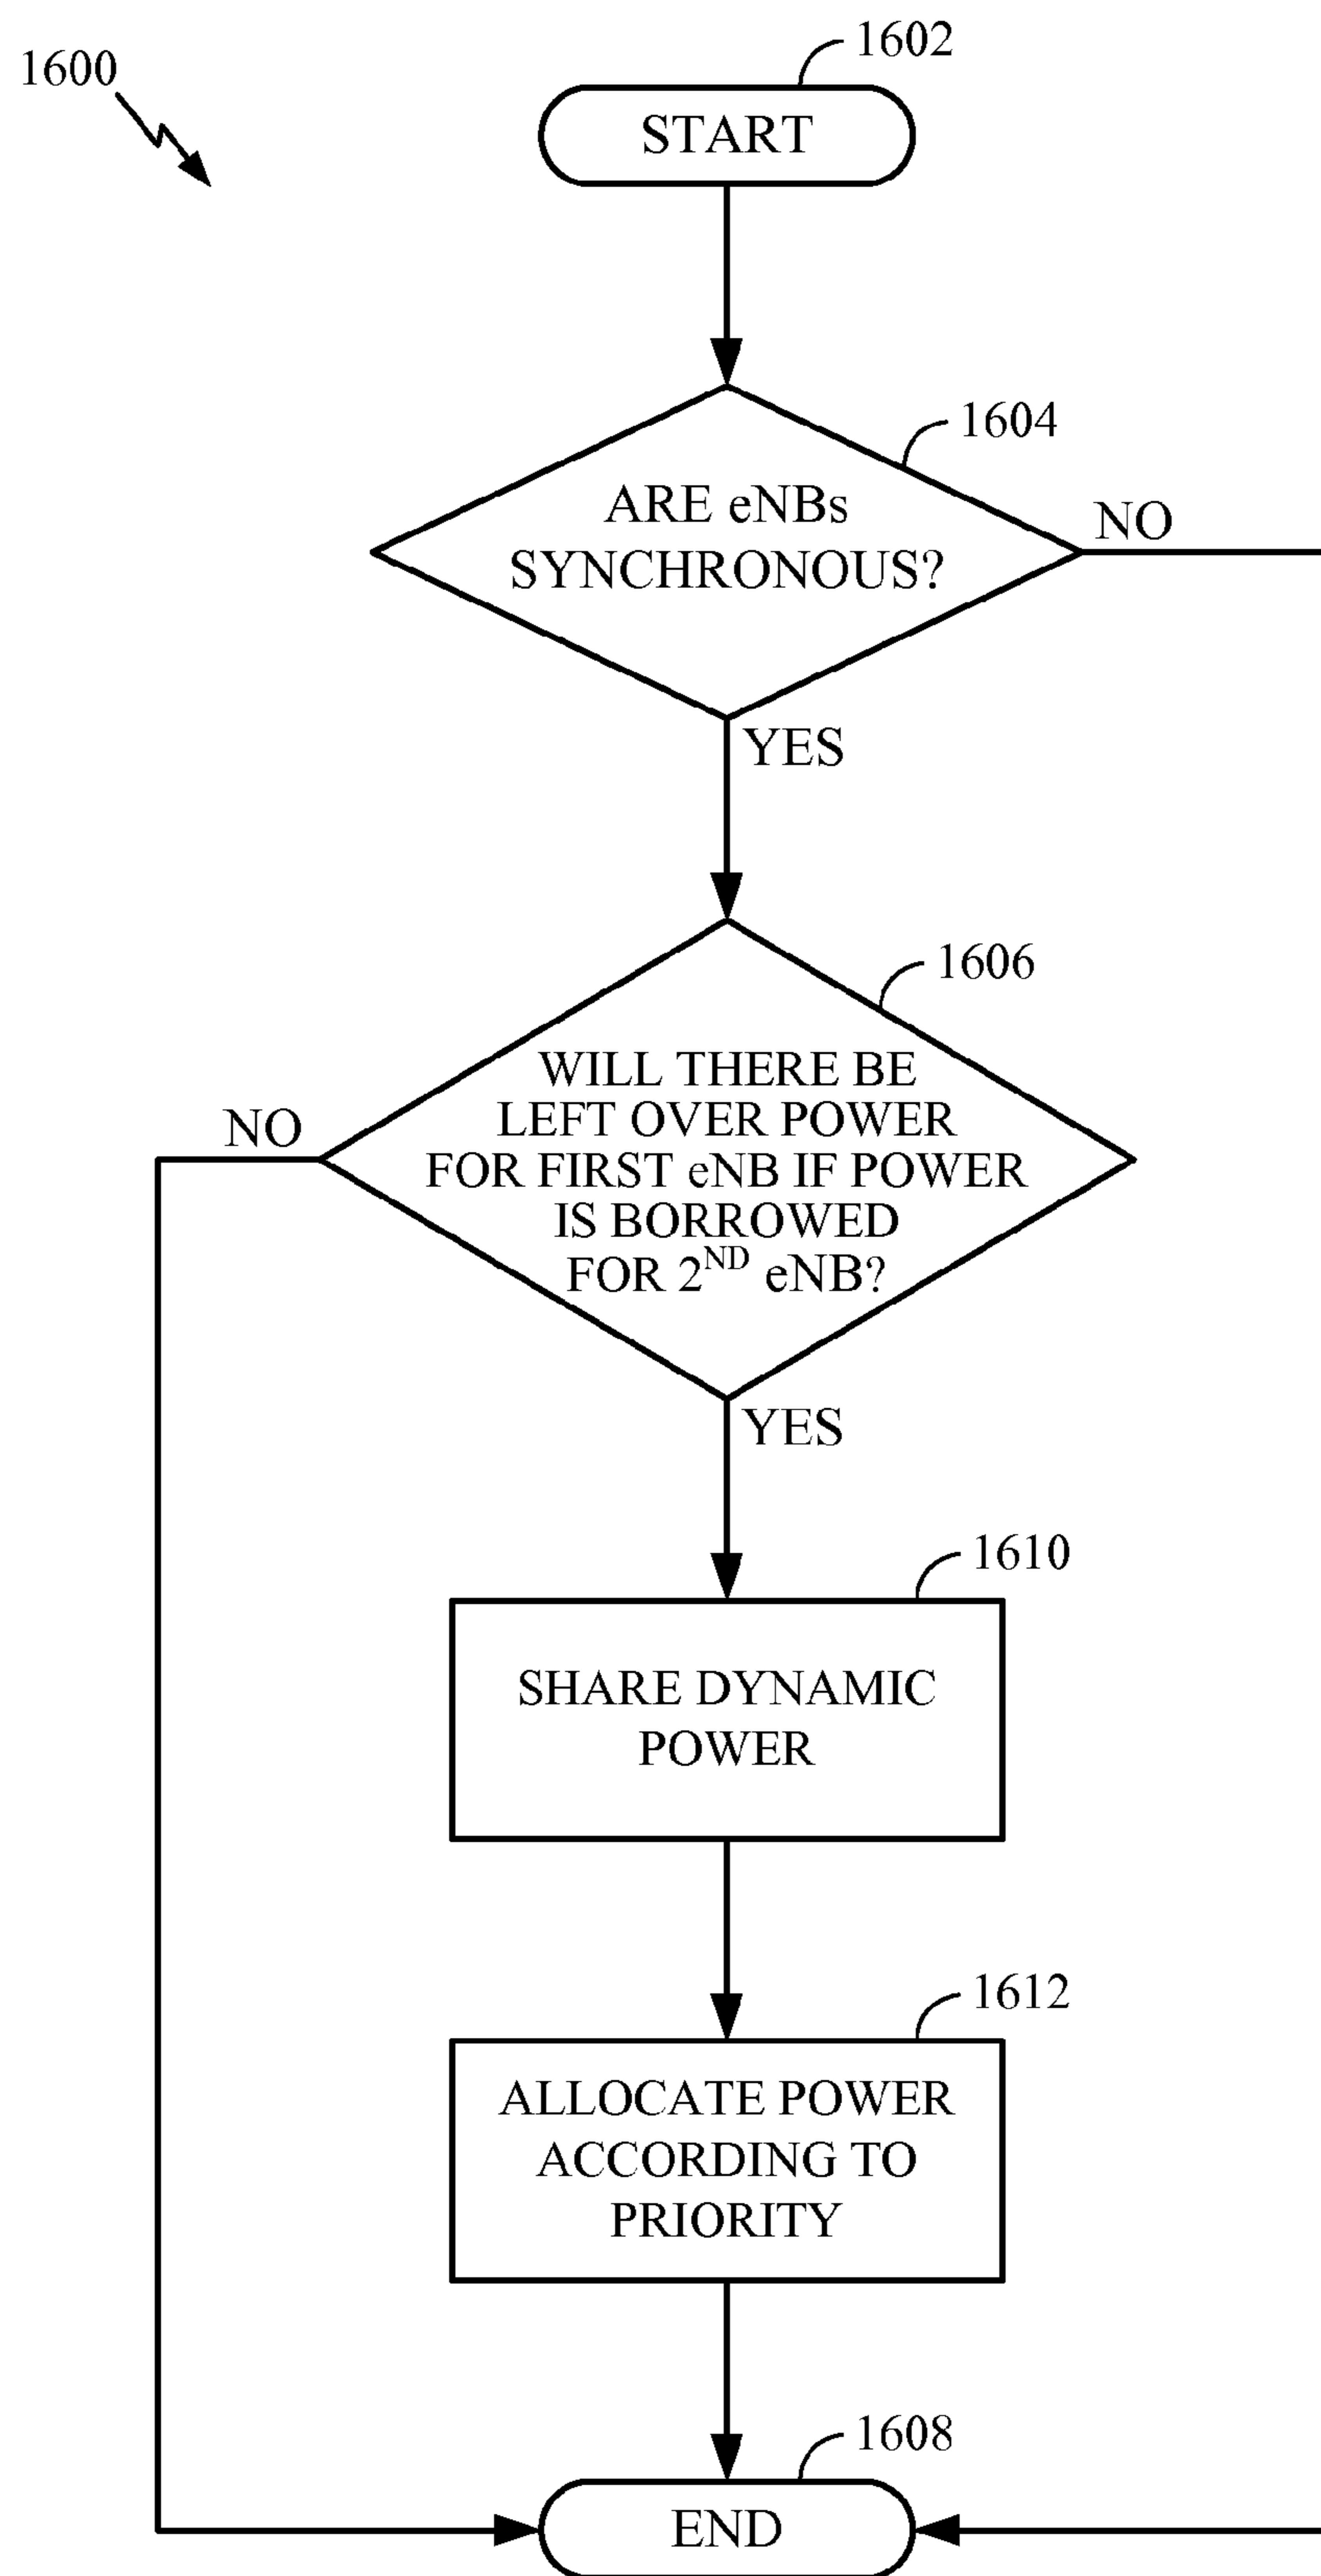 1600
1602
START
1604
ARE eNBs
SYNCHRONOUS?
NO
YES
1606
WILL THERE BE
LEFT OVER POWER
FOR FIRST eNB IF POWER
IS BORROWED
FOR 2ND eNB?
NO
YES
1610
SHARE DYNAMIC
POWER
1612
ALLOCATE POWER
ACCORDING TO
PRIORITY
1608
END